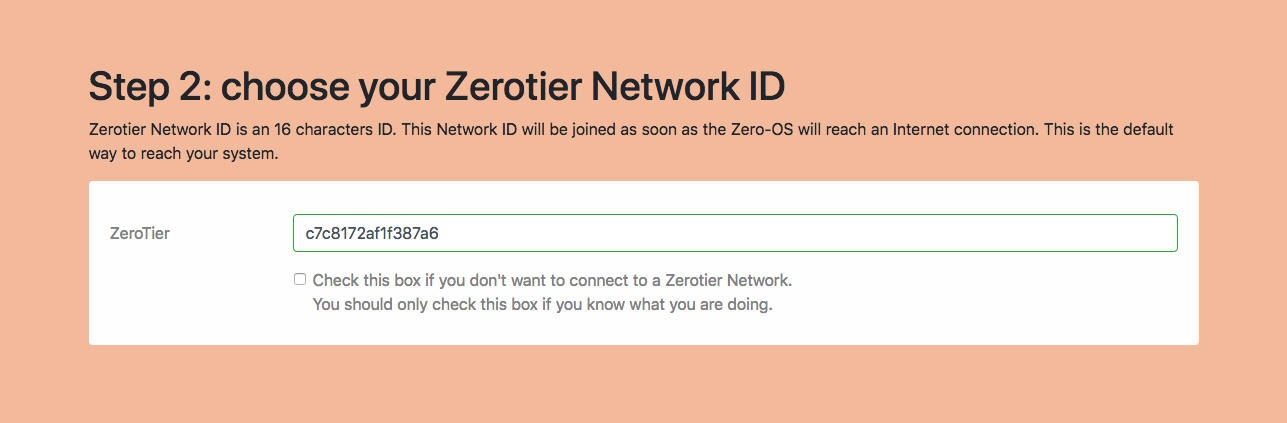 Step 2: choose your Zerotier Network ID
Zerotier Network ID is an 16 characters ID. This Network ID will be joined as soon as the Zero-OS will reach an Internet connection. This is the default
way to reach your system.
ZeroTier
c7c8172af1f387a6
Check this box if you don't want to connect to a Zerotier Network.
You should only check this box if you know what you are doing.